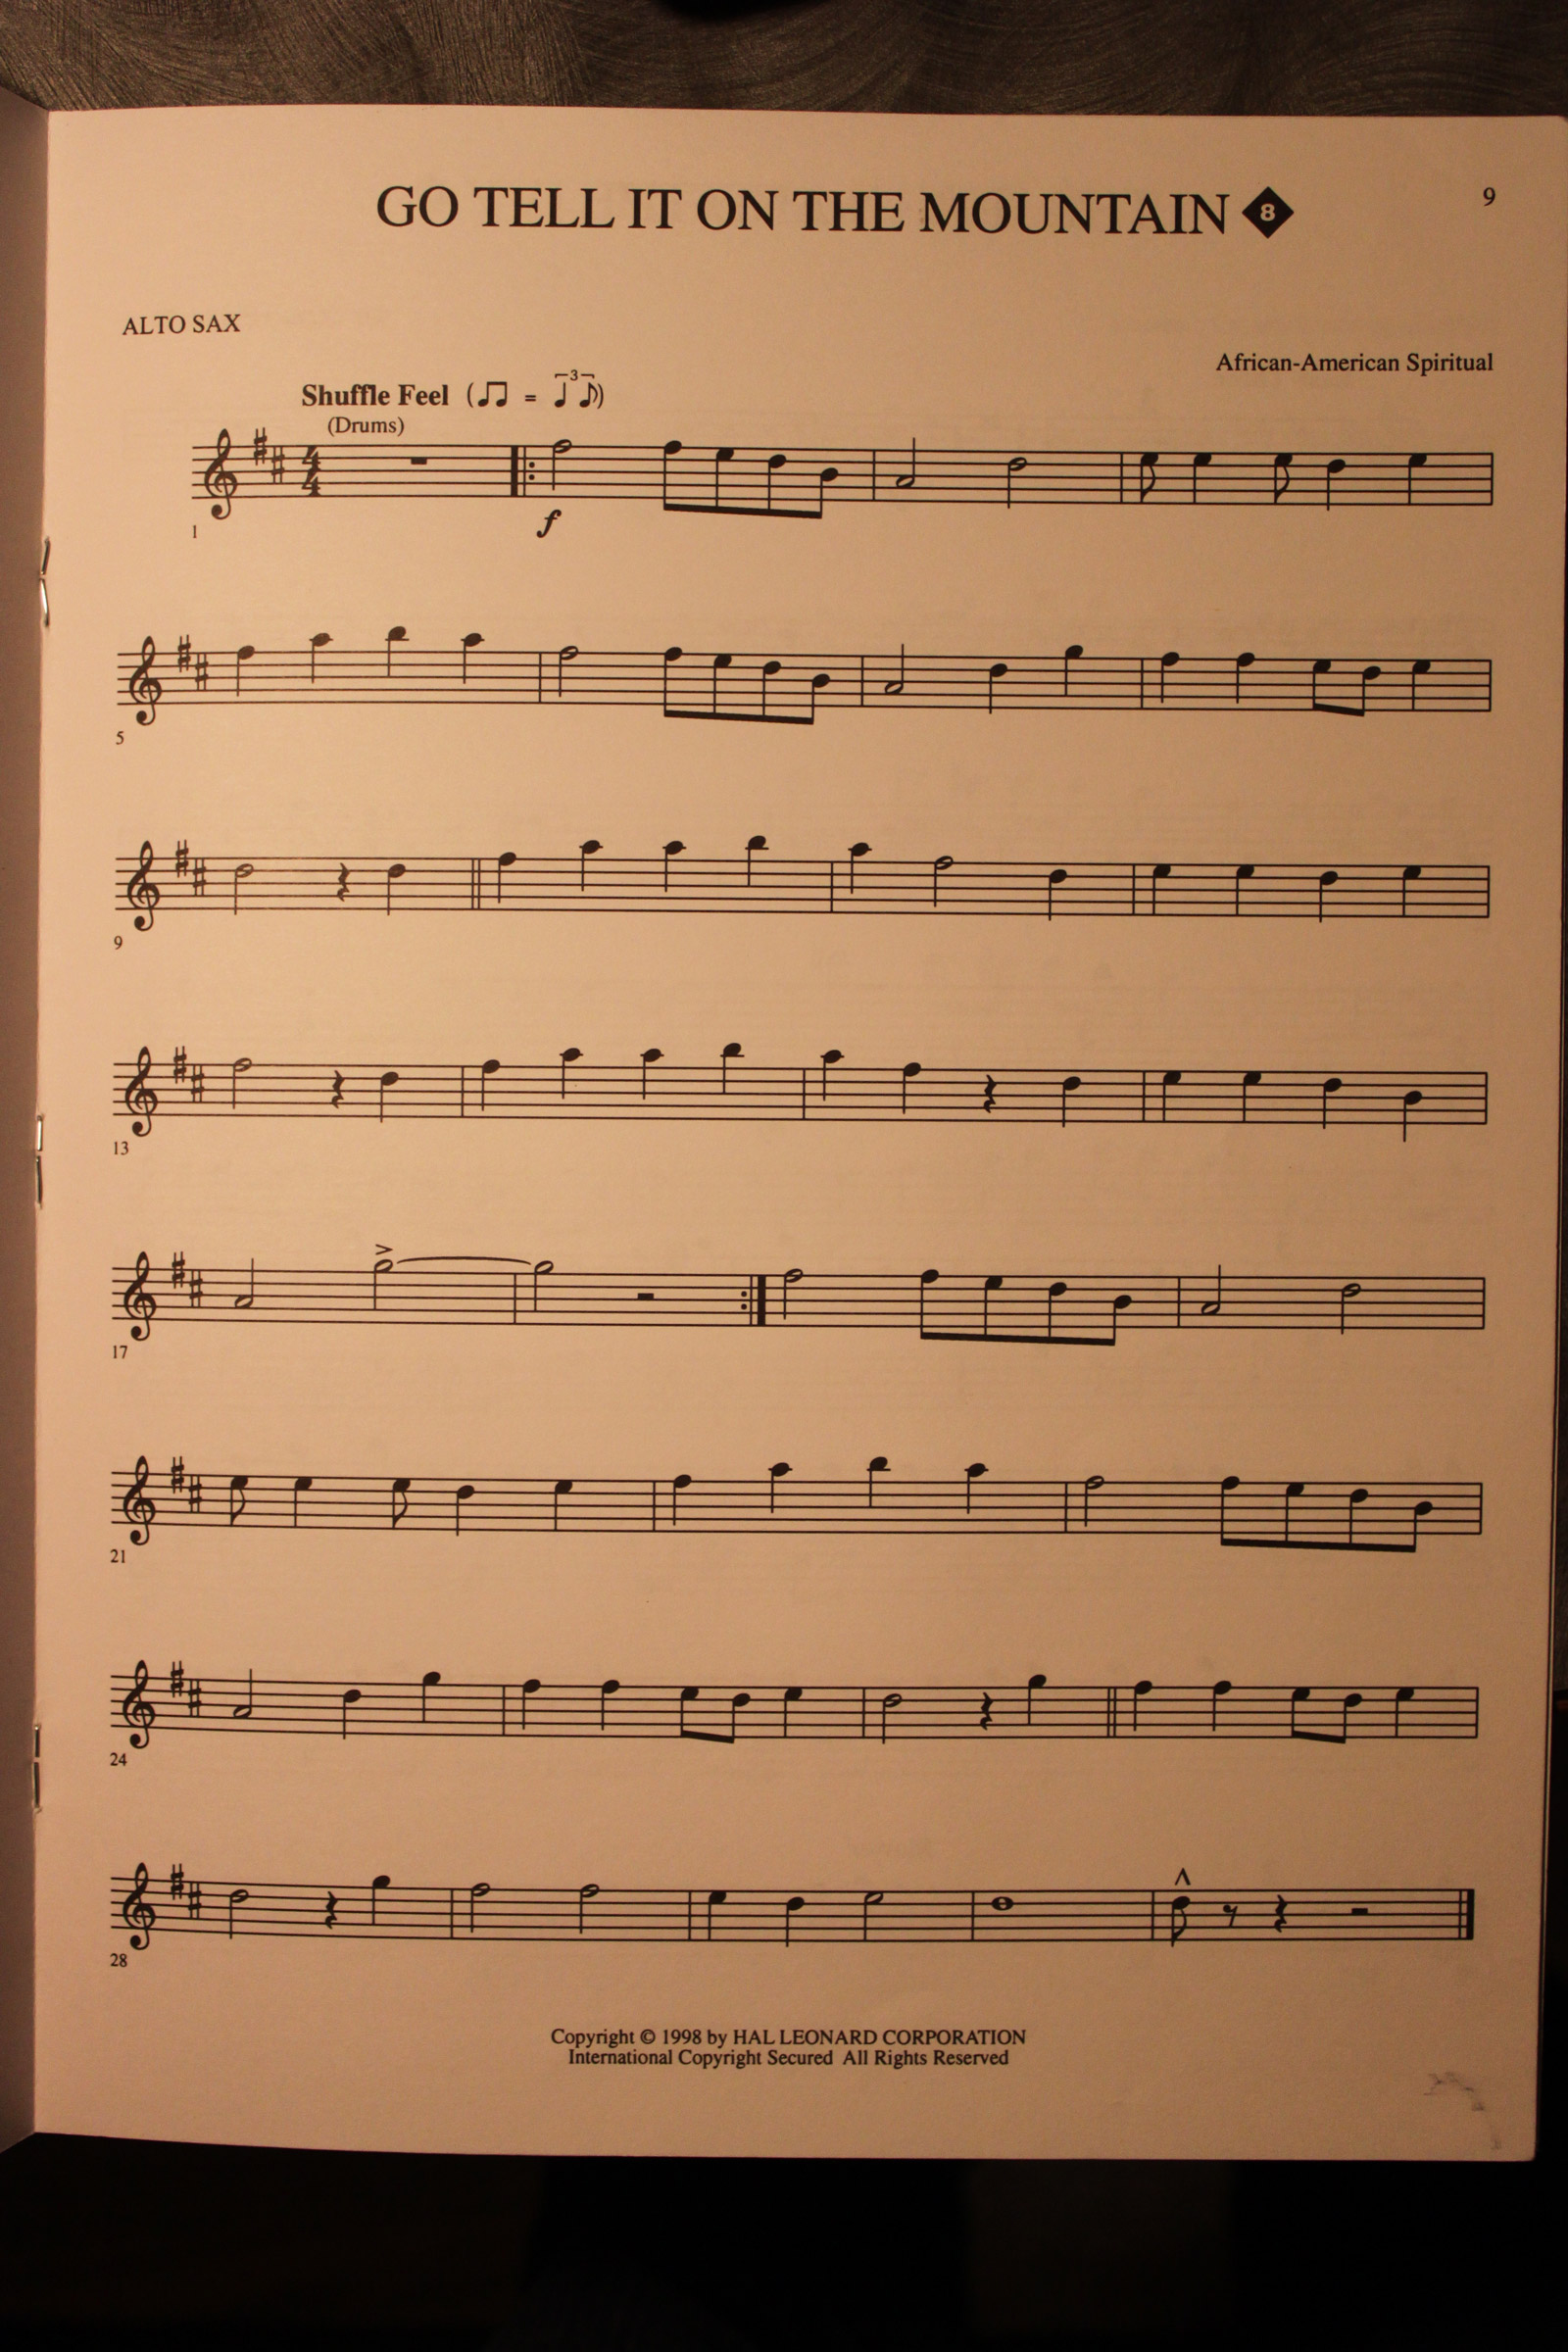 GO TELL IT ON THE MOUNTAIN 8
9
ALTO SAX
African-American Spiritual
Shuffle Feel (♫ = ♩ ♪) 3
(Drums)
4
4
f
1
5
9
13
17
21
24
28
Copyright © 1998 by HAL LEONARD CORPORATION
International Copyright Secured All Rights Reserved